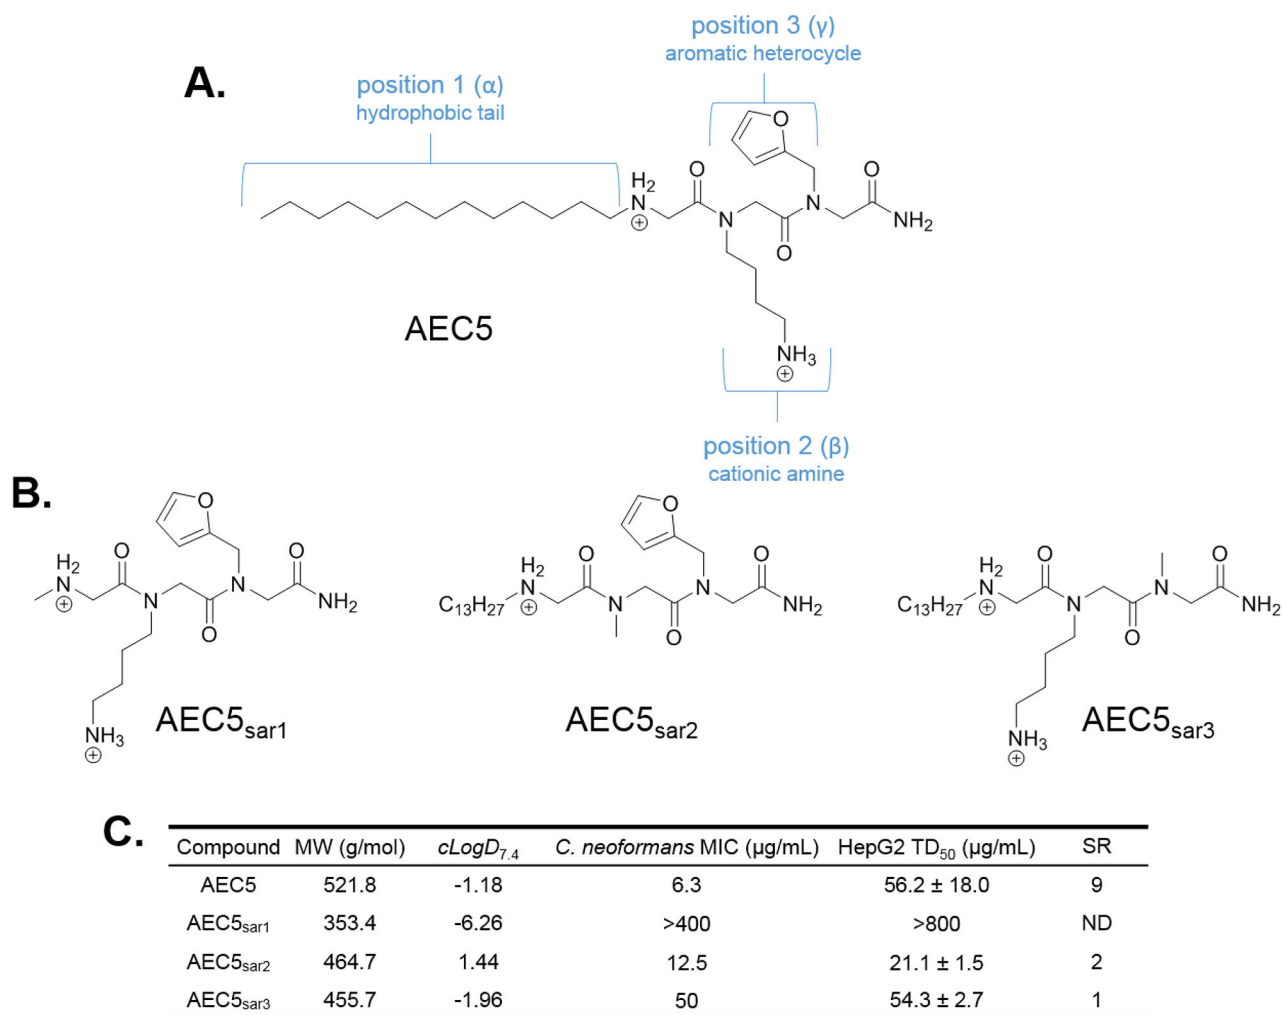 A.
position 1 (α)
hydrophobic tail
position 3 (γ)
aromatic heterocycle
O
O
O
H2
N
⊕
N
N
NH2
O
NH3
⊕
AEC5
position 2 (β)
cationic amine
B.
O
O
O
H2
N
⊕
N
N
NH2
O
NH3
⊕
AEC5sar1
O
O
O
H2
N
C13H27
⊕
N
N
NH2
O
AEC5sar2
O
O
H2
N
C13H27
⊕
N
N
NH2
O
NH3
⊕
AEC5sar3
C.
Compound MW (g/mol) cLogD7.4 C. neoformans MIC (µg/mL) HepG2 TD50 (µg/mL) SR
AEC5 521.8 -1.18 6.3 56.2 ± 18.0 9
AEC5sar1 353.4 -6.26 >400 >800 ND
AEC5sar2 464.7 1.44 12.5 21.1 ± 1.5 2
AEC5sar3 455.7 -1.96 50 54.3 ± 2.7 1